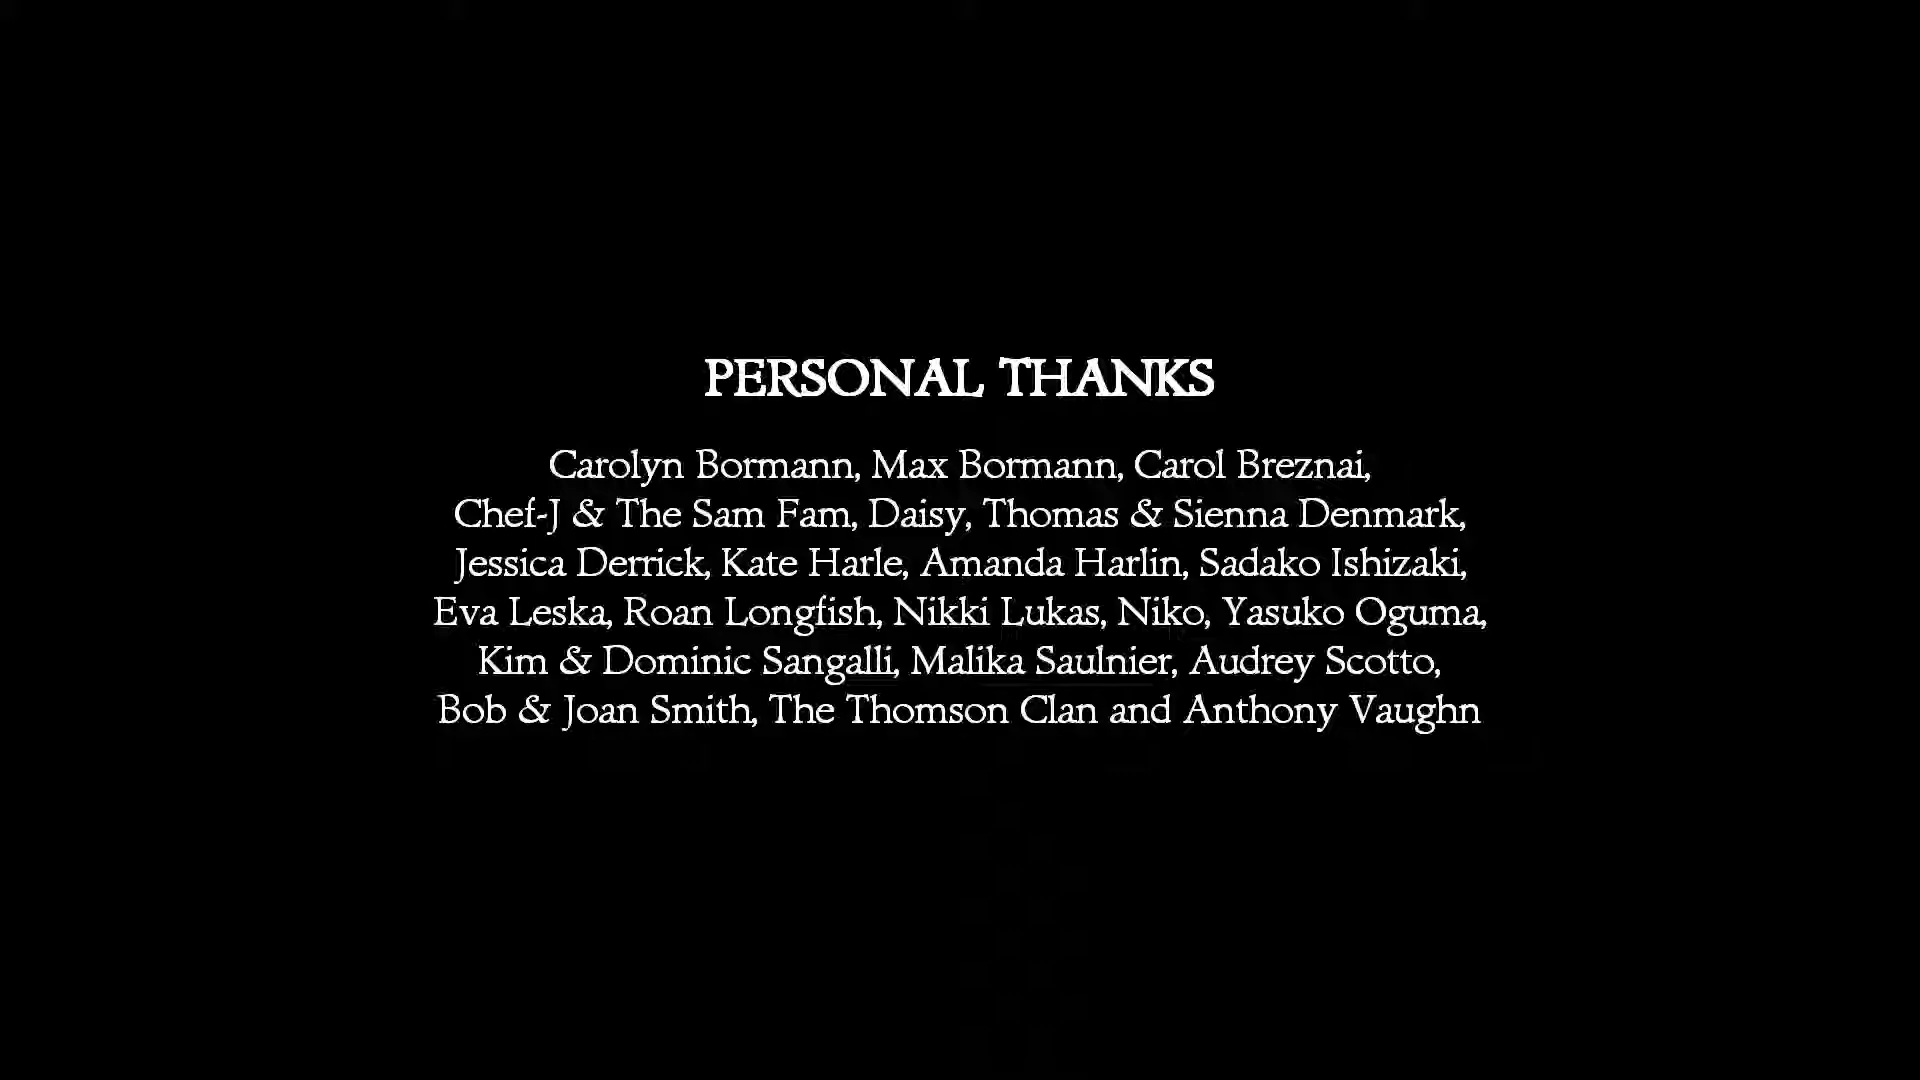 PERSONAL THANKS
Carolyn Bormann, Max Bormann, Carol Breznai,
Chef-J & The Sam Fam, Daisy, Thomas & Sienna Denmark,
Jessica Derrick, Kate Harle, Amanda Harlin, Sadako Ishizaki,
Eva Leska, Roan Longfish, Nikki Lukas, Niko, Yasuko Oguma,
Kim & Dominic Sangalli, Malika Saulnier, Audrey Scotto,
Bob & Joan Smith, The Thomson Clan and Anthony Vaughn